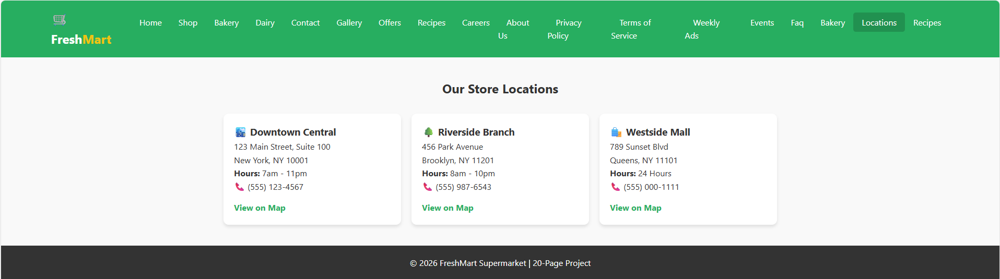 FreshMart
Home Shop Bakery Dairy Contact Gallery Offers Recipes Careers About Us Privacy Policy Terms of Service Weekly Ads Events Faq Bakery Locations Recipes
Our Store Locations
Downtown Central
123 Main Street, Suite 100
New York, NY 10001
Hours: 7am - 11pm
(555) 123-4567
View on Map
Riverside Branch
456 Park Avenue
Brooklyn, NY 11201
Hours: 8am - 10pm
(555) 987-6543
View on Map
Westside Mall
789 Sunset Blvd
Queens, NY 11101
Hours: 24 Hours
(555) 000-1111
View on Map
© 2026 FreshMart Supermarket | 20-Page Project